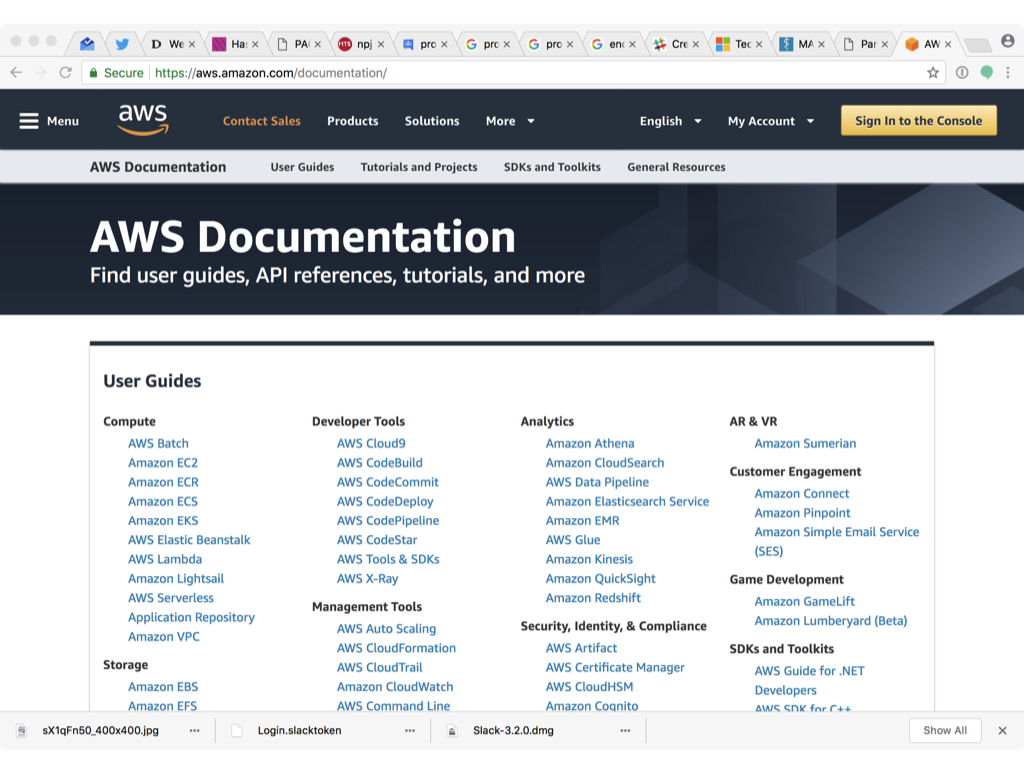 D We
Ha
PA
MTS npj
pro
G prc
G pro
G enc
Cre
Tec
MA
Par
AW
Secure https://aws.amazon.com/documentation/
Menu aws Contact Sales Products Solutions More English My Account Sign In to the Console
AWS Documentation User Guides Tutorials and Projects SDKs and Toolkits General Resources
AWS Documentation
Find user guides, API references, tutorials, and more
User Guides
Compute
AWS Batch
Amazon EC2
Amazon ECR
Amazon ECS
Amazon EKS
AWS Elastic Beanstalk
AWS Lambda
Amazon Lightsail
AWS Serverless
Application Repository
Amazon VPC
Storage
Amazon EBS
Amazon EFS
Developer Tools
AWS Cloud9
AWS CodeBuild
AWS CodeCommit
AWS CodeDeploy
AWS CodePipeline
AWS CodeStar
AWS Tools & SDKs
AWS X-Ray
Management Tools
AWS Auto Scaling
AWS CloudFormation
AWS CloudTrail
Amazon CloudWatch
AWS Command Line
Analytics
Amazon Athena
Amazon CloudSearch
AWS Data Pipeline
Amazon Elasticsearch Service
Amazon EMR
AWS Glue
Amazon Kinesis
Amazon QuickSight
Amazon Redshift
Security, Identity, & Compliance
AWS Artifact
AWS Certificate Manager
AWS CloudHSM
Amazon Cognito
AR & VR
Amazon Sumerian
Customer Engagement
Amazon Connect
Amazon Pinpoint
Amazon Simple Email Service
(SES)
Game Development
Amazon GameLift
Amazon Lumberyard (Beta)
SDKs and Toolkits
AWS Guide for .NET
Developers
AWS SDK for C++
sX1qFn50_400x400.jpg Login.slacktoken Slack-3.2.0.dmg Show All